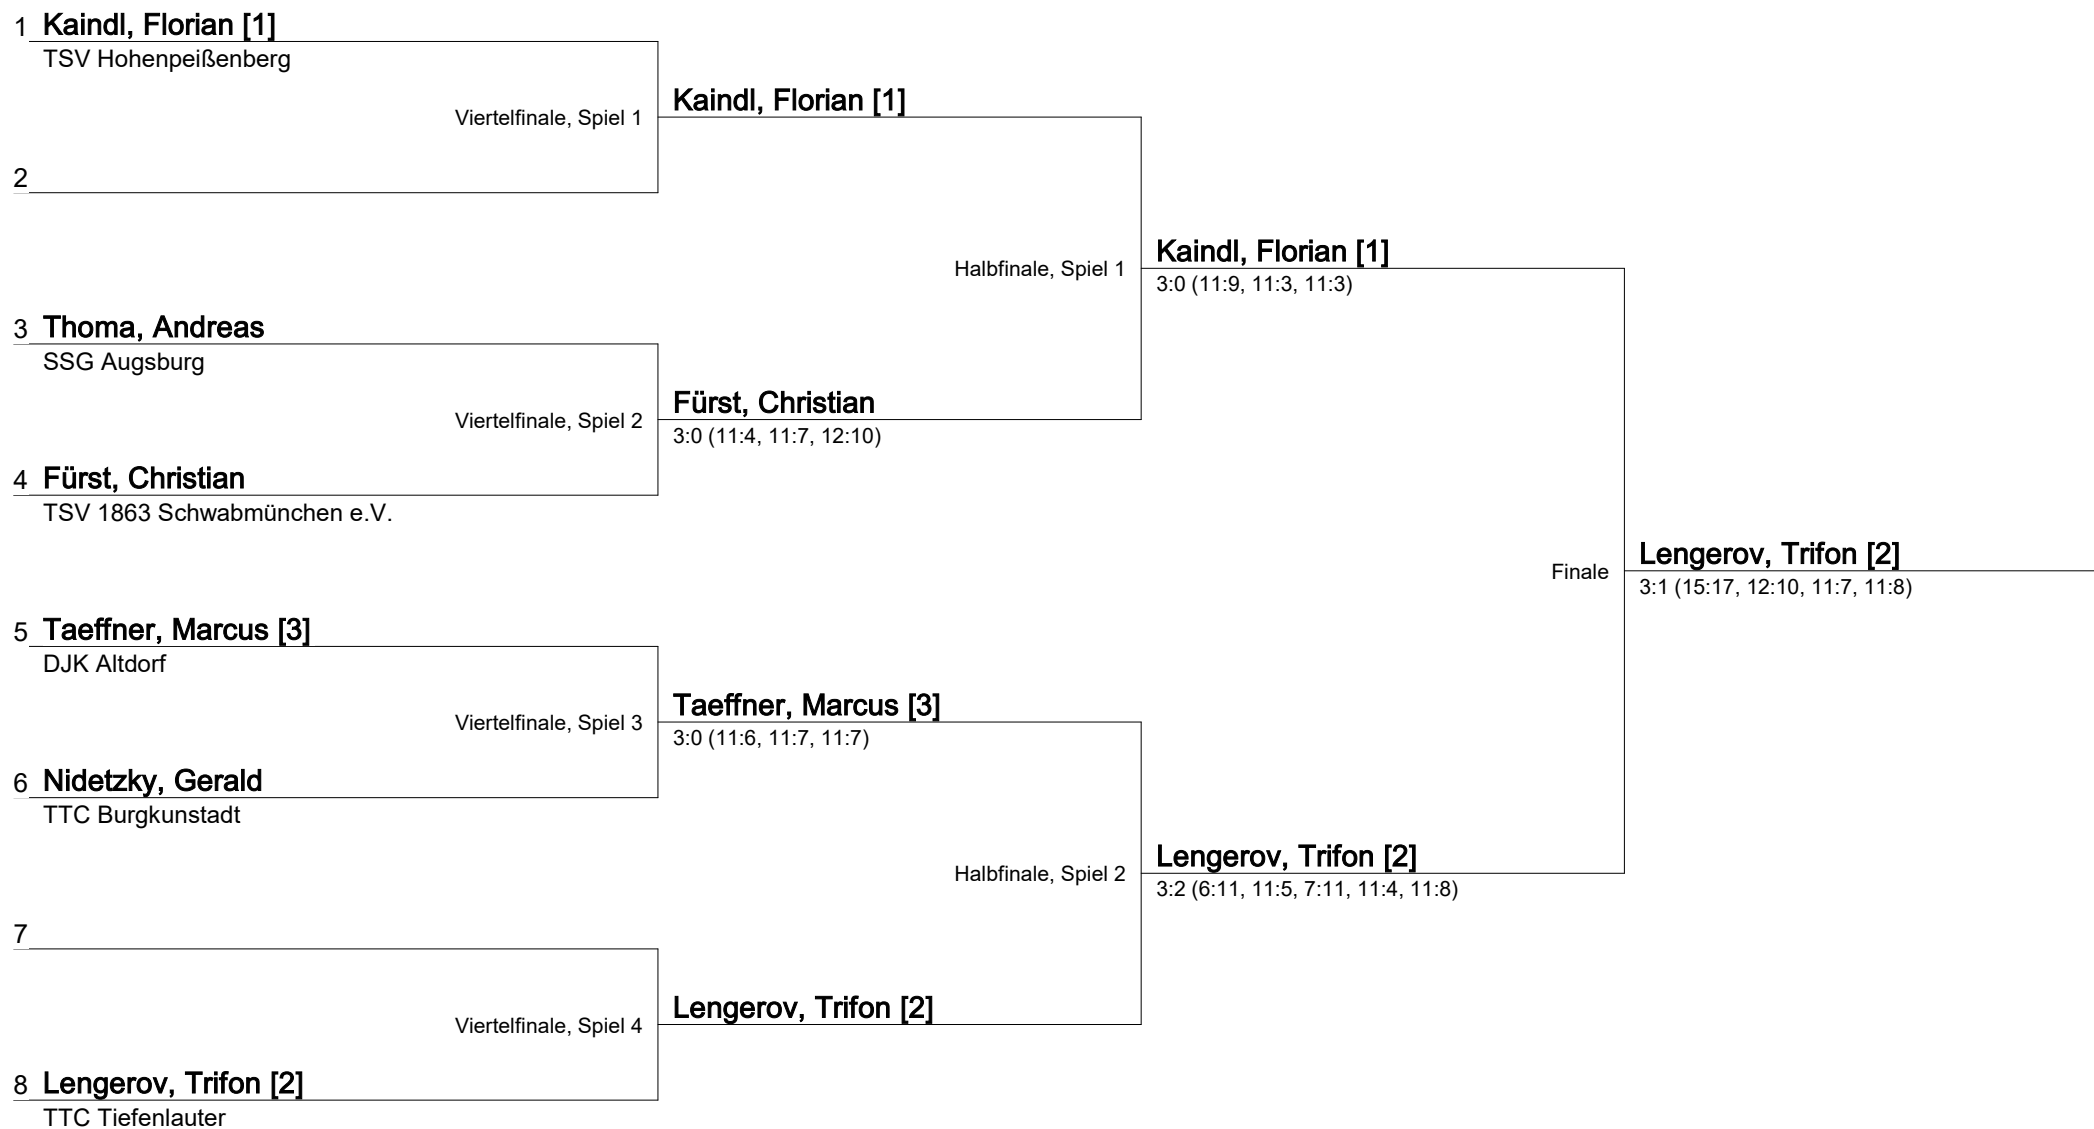 1 Kaindl, Florian [1]
TSV Hohenpeißenberg
Kaindl, Florian [1]
Viertelfinale, Spiel 1
2
Kaindl, Florian [1]
Halbfinale, Spiel 1
3:0 (11:9, 11:3, 11:3)
3 Thoma, Andreas
SSG Augsburg
Fürst, Christian
Viertelfinale, Spiel 2
3:0 (11:4, 11:7, 12:10)
4 Fürst, Christian
TSV 1863 Schwabmünchen e.V.
Lengerov, Trifon [2]
Finale
3:1 (15:17, 12:10, 11:7, 11:8)
5 Taeffner, Marcus [3]
DJK Altdorf
Taeffner, Marcus [3]
Viertelfinale, Spiel 3
3:0 (11:6, 11:7, 11:7)
6 Nidetzky, Gerald
TTC Burgkunstadt
Lengerov, Trifon [2]
Halbfinale, Spiel 2
3:2 (6:11, 11:5, 7:11, 11:4, 11:8)
7
Lengerov, Trifon [2]
Viertelfinale, Spiel 4
8 Lengerov, Trifon [2]
TTC Tiefenlauter